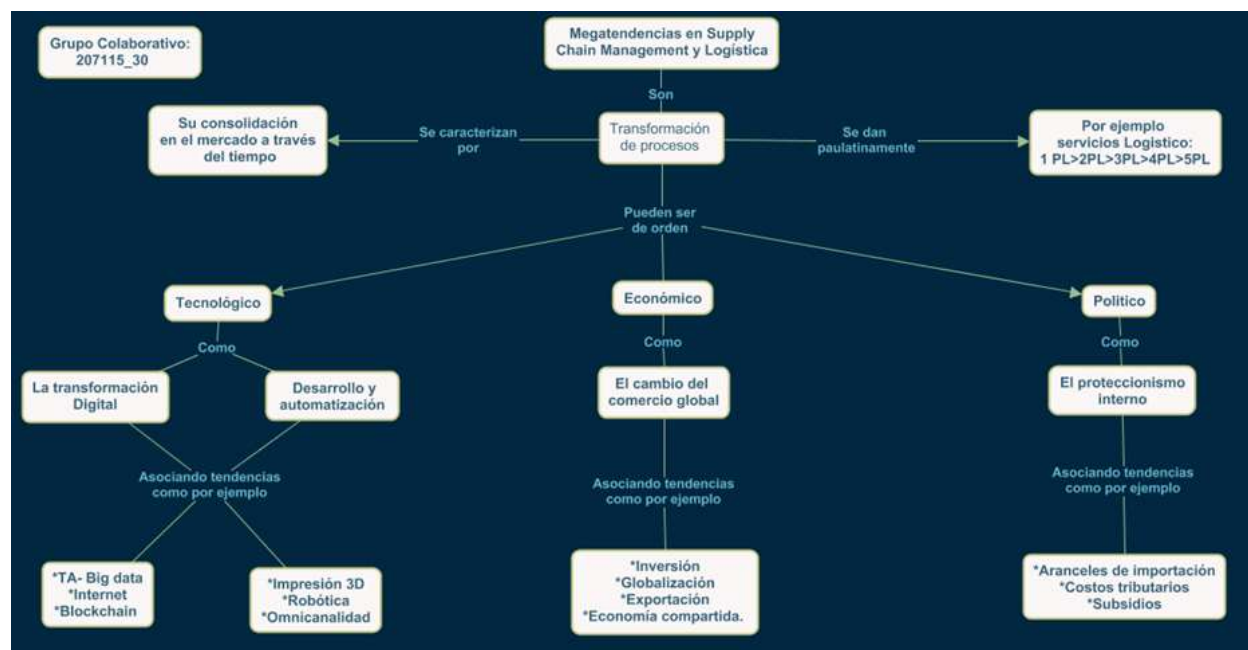 Grupo Colaborativo:
207115_30
Megatendencias en Supply
Chain Management y Logística
Son
Su consolidación
en el mercado a través
del tiempo
Se caracterizan
por
Transformación
de procesos
Se dan
paulatinamente
Por ejemplo
servicios Logistico:
1 PL>2PL>3PL>4PL>5PL
Pueden ser
de orden
Tecnológico
Económico
Politico
Como
Como
Como
La transformación
Digital
Desarrollo y
automatización
El cambio del
comercio global
El proteccionismo
interno
Asociando tendencias
como por ejemplo
Asociando tendencias
como por ejemplo
Asociando tendencias
como por ejemplo
*TA- Big data
*Internet
*Blockchain
*Impresión 3D
*Robótica
*Omnicanalidad
*Inversión
*Globalización
*Exportación
*Economía compartida.
*Aranceles de importación
*Costos tributarios
*Subsidios